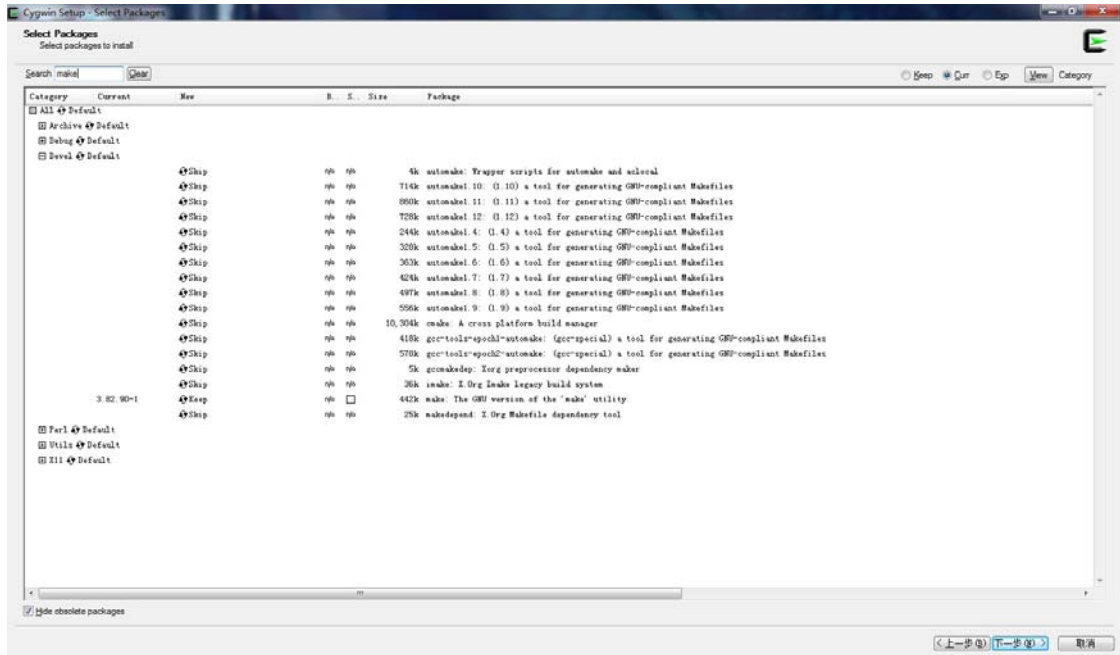 Cygwin Setup - Select Packages
Select Packages
Select packages to install
Search make Clear Keep Curr Exp View Category
Category Current New B.. S.. Size Package
All Default
Archive Default
Debug Default
Devel Default
Skip n/a n/a 4k automake: Wrapper scripts for automake and aclocal
Skip n/a n/a 714k automake1.10: (1.10) a tool for generating GNU-compliant Makefiles
Skip n/a n/a 860k automake1.11: (1.11) a tool for generating GNU-compliant Makefiles
Skip n/a n/a 728k automake1.12: (1.12) a tool for generating GNU-compliant Makefiles
Skip n/a n/a 244k automake1.4: (1.4) a tool for generating GNU-compliant Makefiles
Skip n/a n/a 328k automake1.5: (1.5) a tool for generating GNU-compliant Makefiles
Skip n/a n/a 363k automake1.6: (1.6) a tool for generating GNU-compliant Makefiles
Skip n/a n/a 424k automake1.7: (1.7) a tool for generating GNU-compliant Makefiles
Skip n/a n/a 497k automake1.8: (1.8) a tool for generating GNU-compliant Makefiles
Skip n/a n/a 556k automake1.9: (1.9) a tool for generating GNU-compliant Makefiles
Skip n/a n/a 10,304k cmake: A cross platform build manager
Skip n/a n/a 418k gcc-tools-epoch1-automake: (gcc-special) a tool for generating GNU-compliant Makefiles
Skip n/a n/a 578k gcc-tools-epoch2-automake: (gcc-special) a tool for generating GNU-compliant Makefiles
Skip n/a n/a 5k gccmakedep: Xorg preprocessor dependency maker
Skip n/a n/a 26k imake: X.Org Imake legacy build system
3.82.90-1 Keep n/a 442k make: The GNU version of the 'make' utility
Skip n/a n/a 25k makedepend: X.Org Makefile dependency tool
Perl Default
Utils Default
X11 Default
Hide obsolete packages
<上一步(B) 下一步(N)> 取消